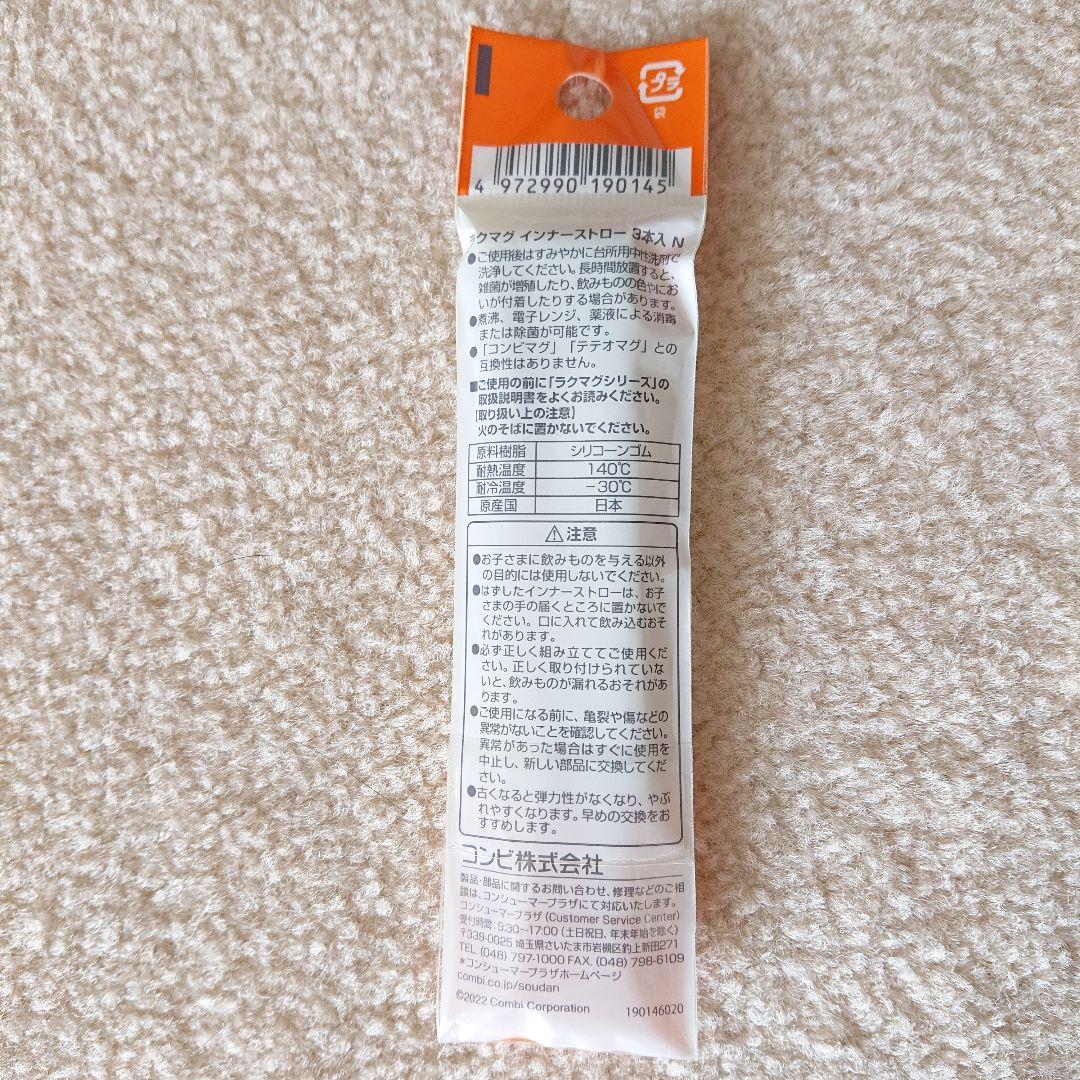 プラ
袋
4 972990 190145
ラクマグ インナーストロー 3本入 N
●ご使用後はすみやかに台所用中性洗剤で
洗浄してください。長時間放置すると、
雑菌が増殖したり、飲みものの色やにお
いが付着したりする場合があります。
●煮沸、電子レンジ、薬液による消毒
または除菌が可能です。
●「コンビマグ」「テテオマグ」との
互換性はありません。
■ご使用の前に「ラクマグシリーズ」の
取扱説明書をよくお読みください。
【取り扱い上の注意】
火のそばに置かないでください。
原料樹脂 シリコーンゴム
耐熱温度 140℃
耐冷温度 −30℃
原産国 日本
⚠注意
●お子さまに飲みものを与える以外
の目的には使用しないでください。
●はずしたインナーストローは、お子
さまの手の届くところに置かないで
ください。口に入れて飲み込むおそ
れがあります。
●必ず正しく組み立ててご使用くだ
さい。正しく取り付けられていな
いと、飲みものが漏れるおそれがあ
ります。
●ご使用になる前に、亀裂や傷などの
異常がないことを確認してください。
異常があった場合はすぐに使用を
中止し、新しい部品に交換してくだ
さい。
●古くなると弾力性がなくなり、やぶ
れやすくなります。早めの交換をお
すすめします。
コンビ株式会社
製品・部品に関するお問い合わせ、修理などのご相
談は、コンシューマープラザにて対応いたします。
コンシューマープラザ (Customer Service Center)
受付時間:9:30〜17:00 (土日祝日、年末年始を除く)
〒339-0025 埼玉県さいたま市岩槻区釣上新田271
TEL. (048) 797-1000 FAX. (048) 798-6109
*コンシューマープラザホームページ
combi.co.jp/soudan
©2022 Combi Corporation 190146020